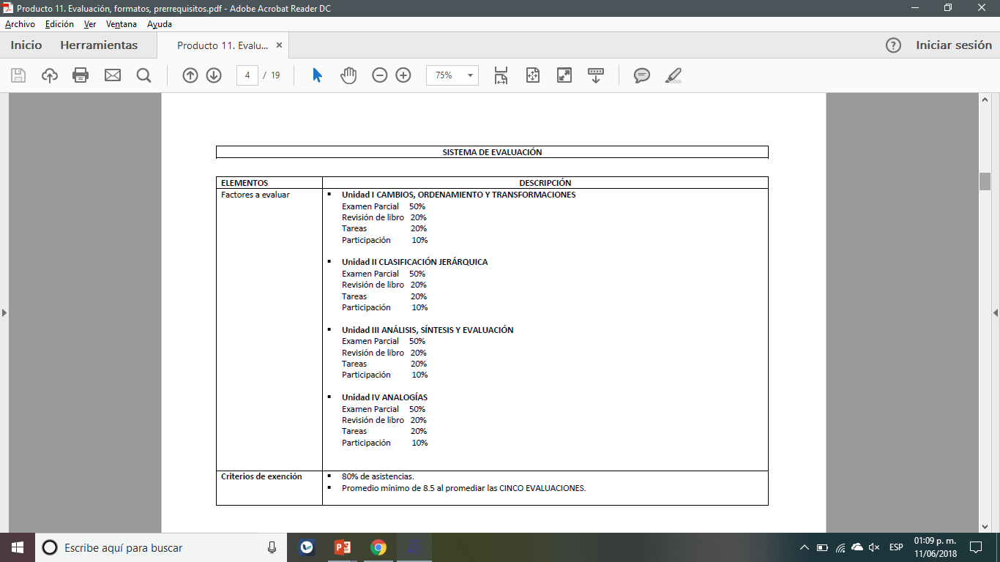 Producto 11. Evaluación, formatos, prerrequisitos.pdf - Adobe Acrobat Reader DC
Archivo Edición Ver Ventana Ayuda
Inicio Herramientas Producto 11. Evalu... × ? Iniciar sesión
4 / 19 75%
SISTEMA DE EVALUACIÓN
ELEMENTOS DESCRIPCIÓN
Factores a evaluar ▪ Unidad I CAMBIOS, ORDENAMIENTO Y TRANSFORMACIONES
Examen Parcial 50%
Revisión de libro 20%
Tareas 20%
Participación 10%
▪ Unidad II CLASIFICACIÓN JERÁRQUICA
Examen Parcial 50%
Revisión de libro 20%
Tareas 20%
Participación 10%
▪ Unidad III ANÁLISIS, SÍNTESIS Y EVALUACIÓN
Examen Parcial 50%
Revisión de libro 20%
Tareas 20%
Participación 10%
▪ Unidad IV ANALOGÍAS
Examen Parcial 50%
Revisión de libro 20%
Tareas 20%
Participación 10%
Criterios de exención ▪ 80% de asistencias.
▪ Promedio mínimo de 8.5 al promediar las CINCO EVALUACIONES.
Escribe aquí para buscar ESP 01:09 p. m.
11/06/2018